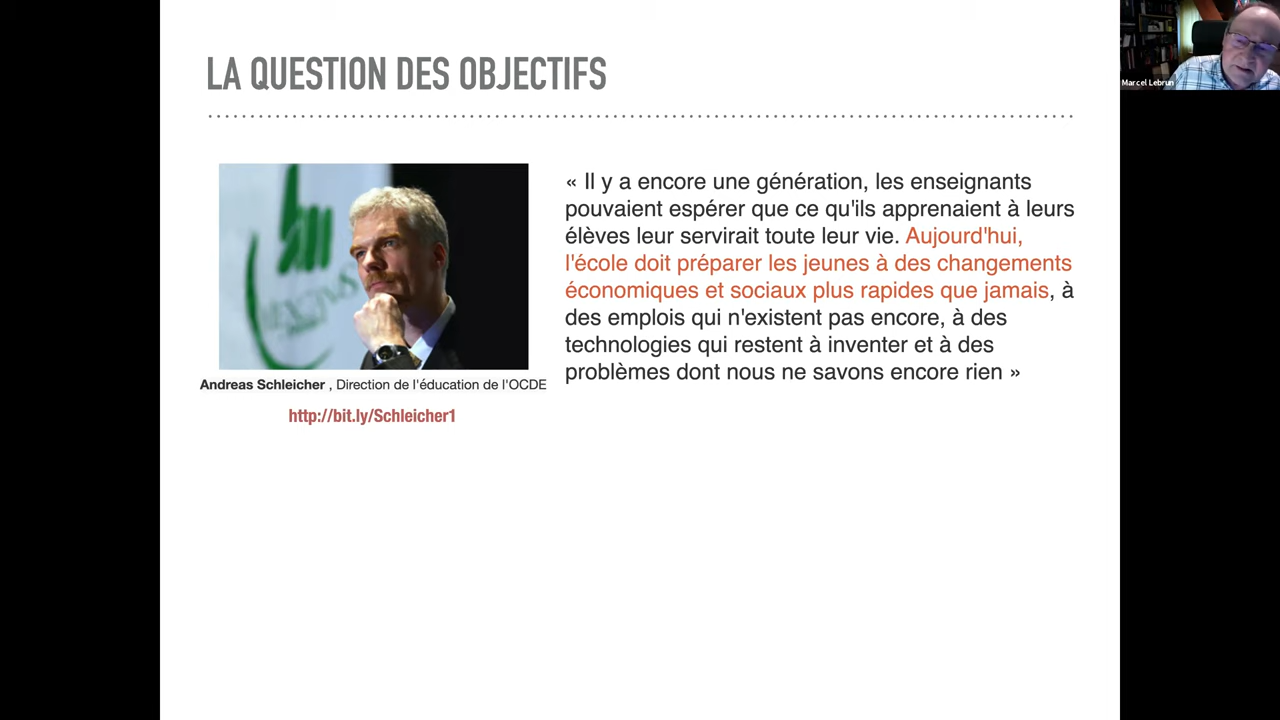 LA QUESTION DES OBJECTIFS
Marcel Lebrun
« Il y a encore une génération, les enseignants
pouvaient espérer que ce qu'ils apprenaient à leurs
élèves leur servirait toute leur vie. Aujourd'hui,
l'école doit préparer les jeunes à des changements
économiques et sociaux plus rapides que jamais, à
des emplois qui n'existent pas encore, à des
technologies qui restent à inventer et à des
problèmes dont nous ne savons encore rien »
Andreas Schleicher , Direction de l'éducation de l'OCDE
http://bit.ly/Schleicher1